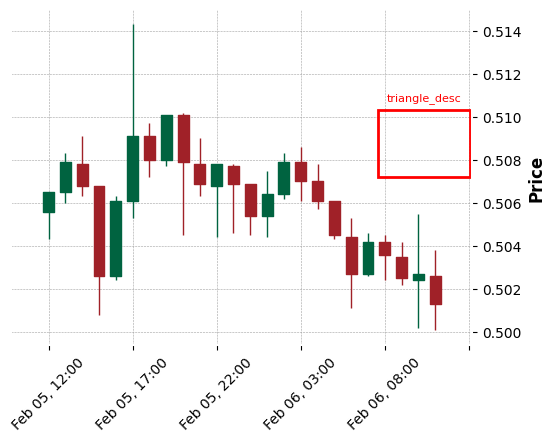 0.514
0.512
triangle_desc
0.510
0.508
Price
0.506
0.504
0.502
0.500
Feb 05, 12:00
Feb 05, 17:00
Feb 05, 22:00
Feb 06, 03:00
Feb 06, 08:00